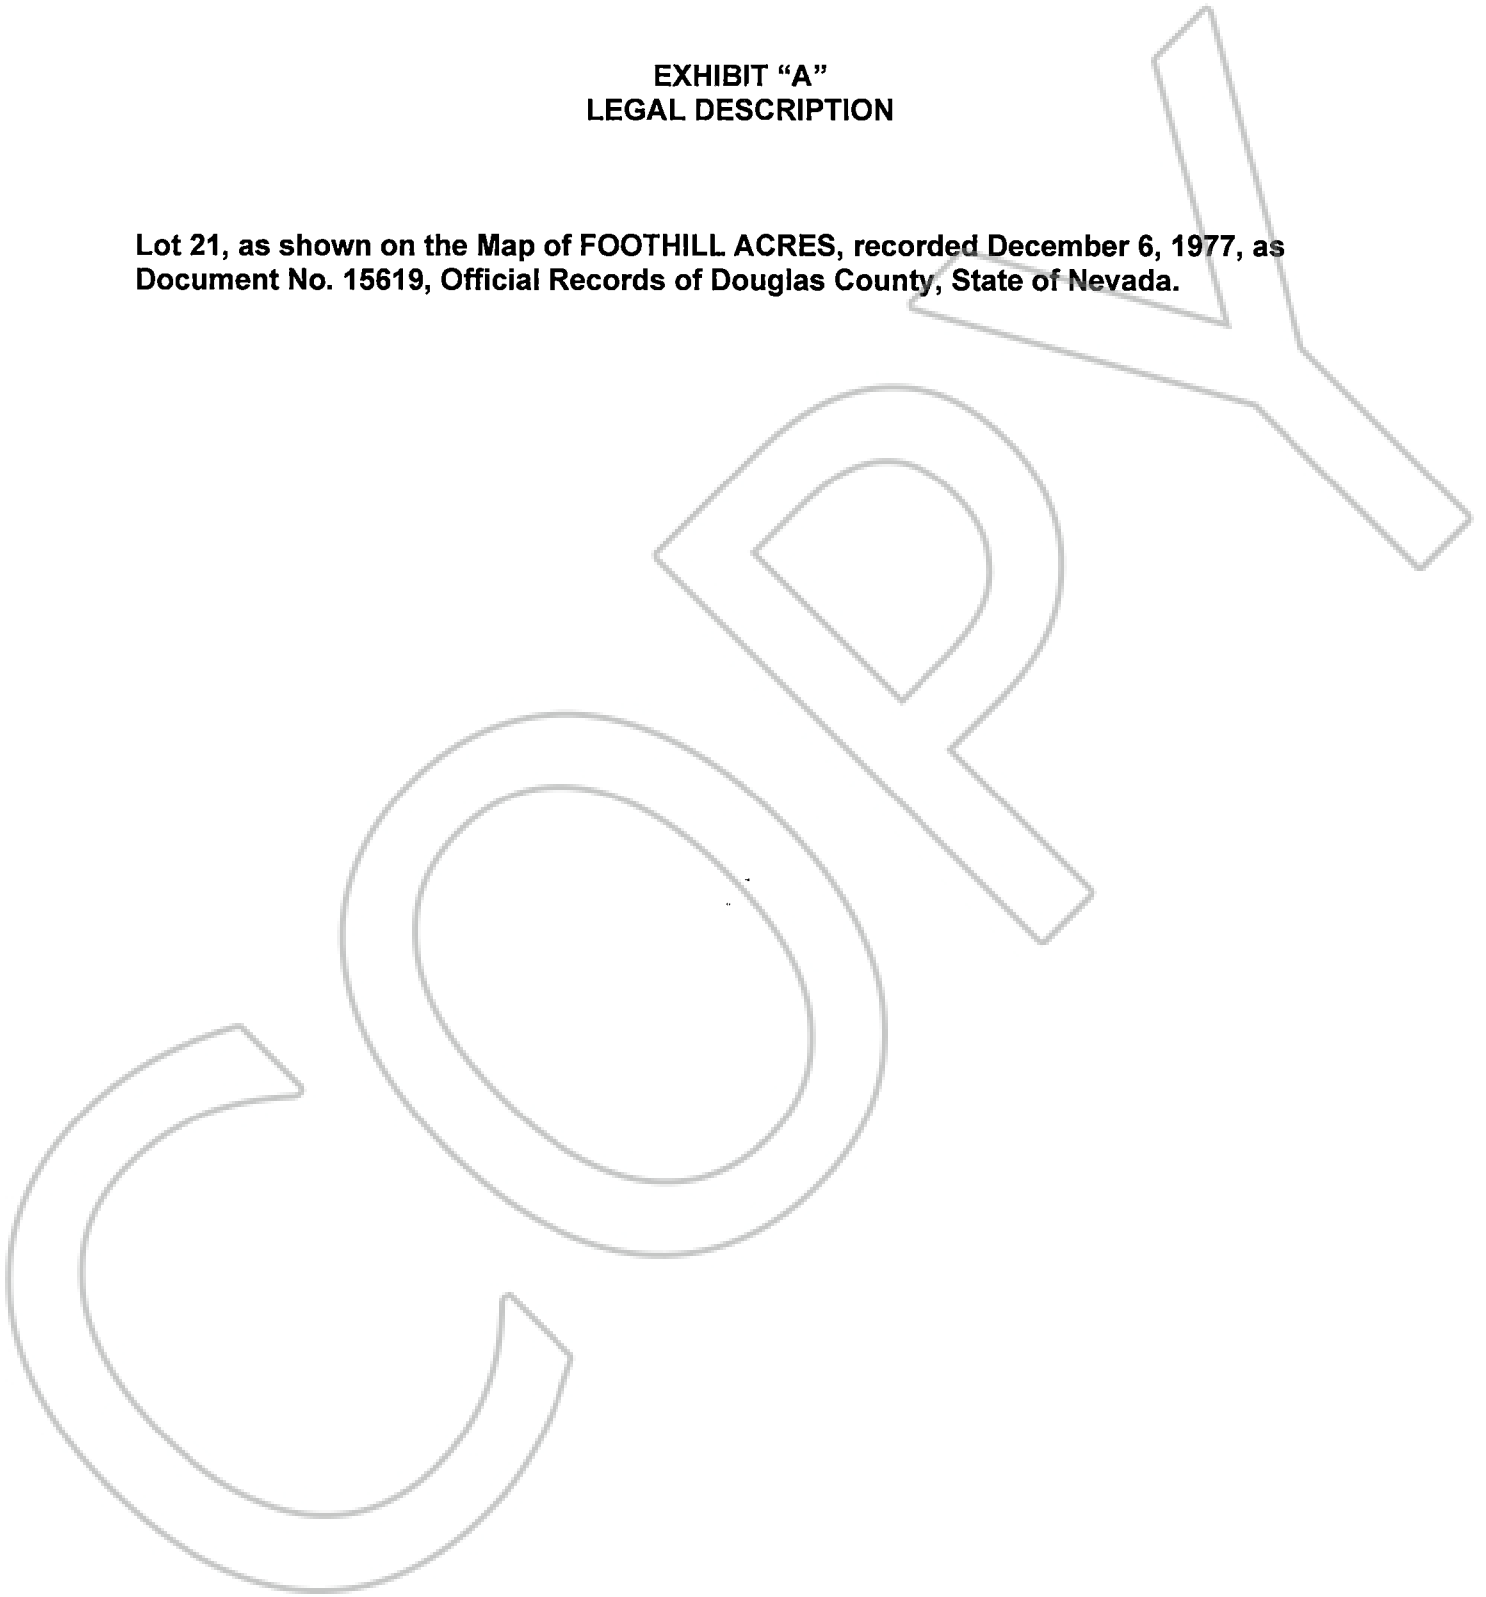 EXHIBIT “A”
LEGAL DESCRIPTION
Lot 21, as shown on the Map of FOOTHILL ACRES, recorded December 6, 1977, as
Document No. 15619, Official Records of Douglas County, State of Nevada.
COPY